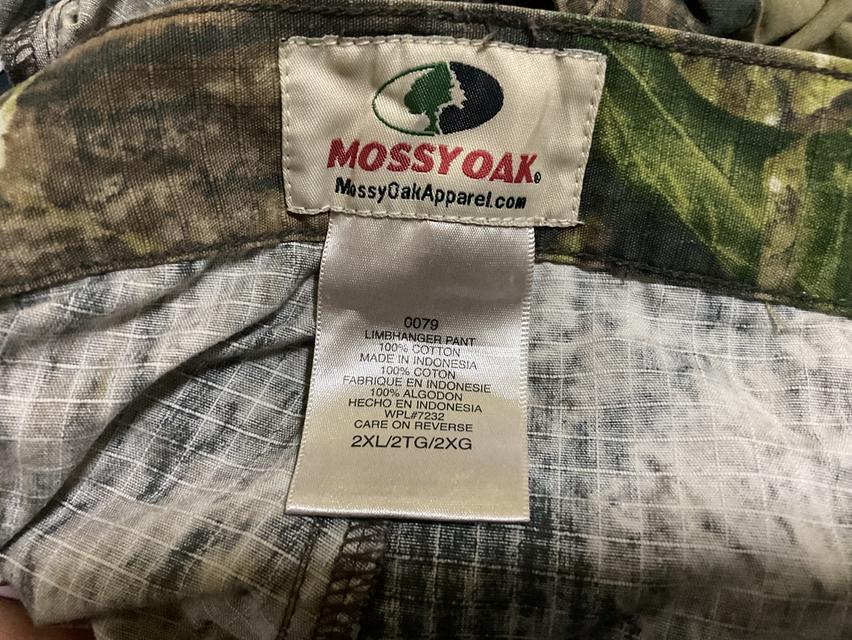 MOSSY OAK®
MossyOakApparel.com
0079
LIMBHANGER PANT
100% COTTON
MADE IN INDONESIA
100% COTON
FABRIQUE EN INDONESIE
100% ALGODON
HECHO EN INDONESIA
WPL#7232
CARE ON REVERSE
2XL/2TG/2XG